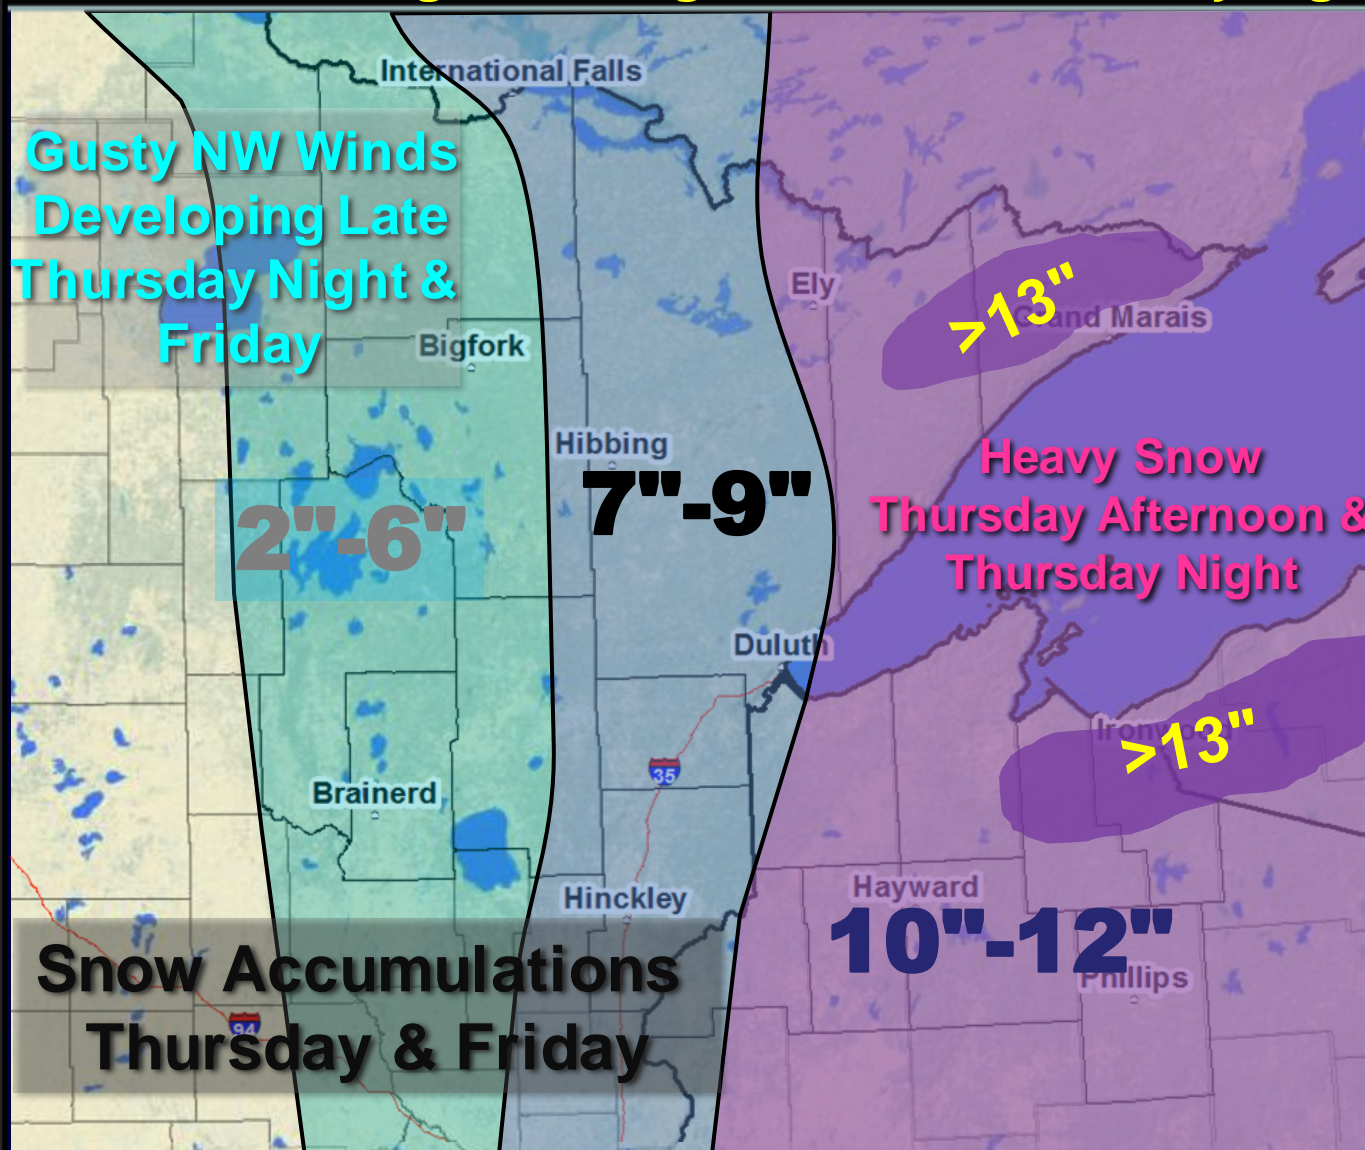 International Falls
Gusty NW Winds
Developing Late
Thursday Night &
Friday
Ely
>13"
Grand Marais
Bigfork
Hibbing
7"-9"
2"-6"
Heavy Snow
Thursday Afternoon &
Thursday Night
Duluth
Ironwood
>13"
35
Brainerd
Hayward
Hinckley
10"-12"
Phillips
Snow Accumulations
Thursday & Friday
94